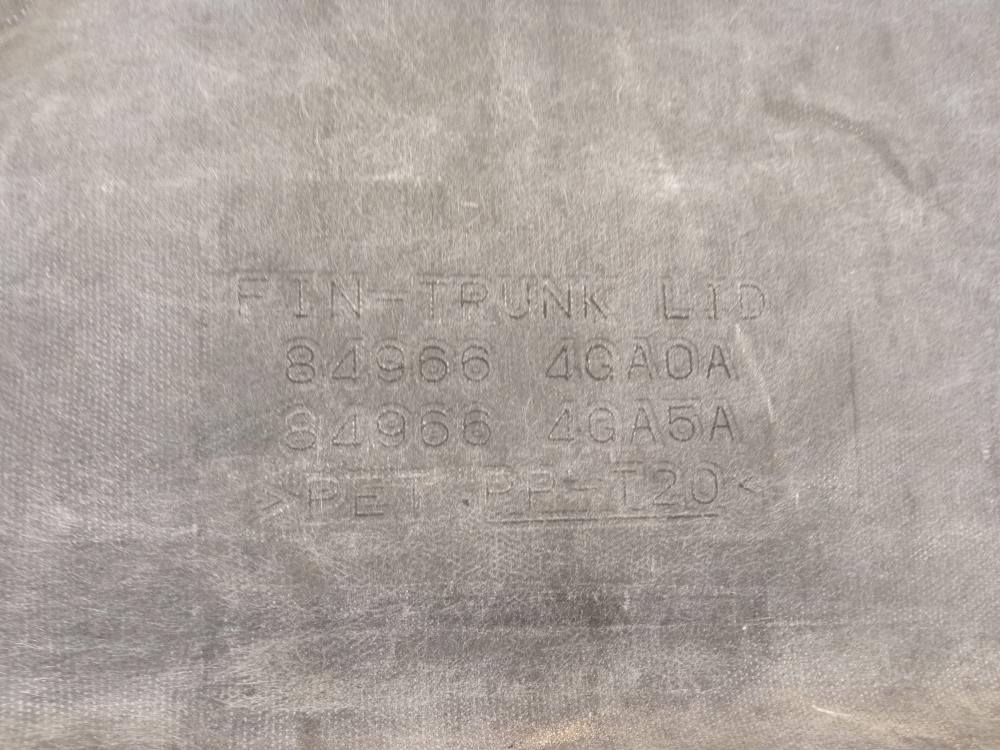 FIN-TRUNK LID
84966 4GA0A
84966 4GA5A
>PET.PP-T20<